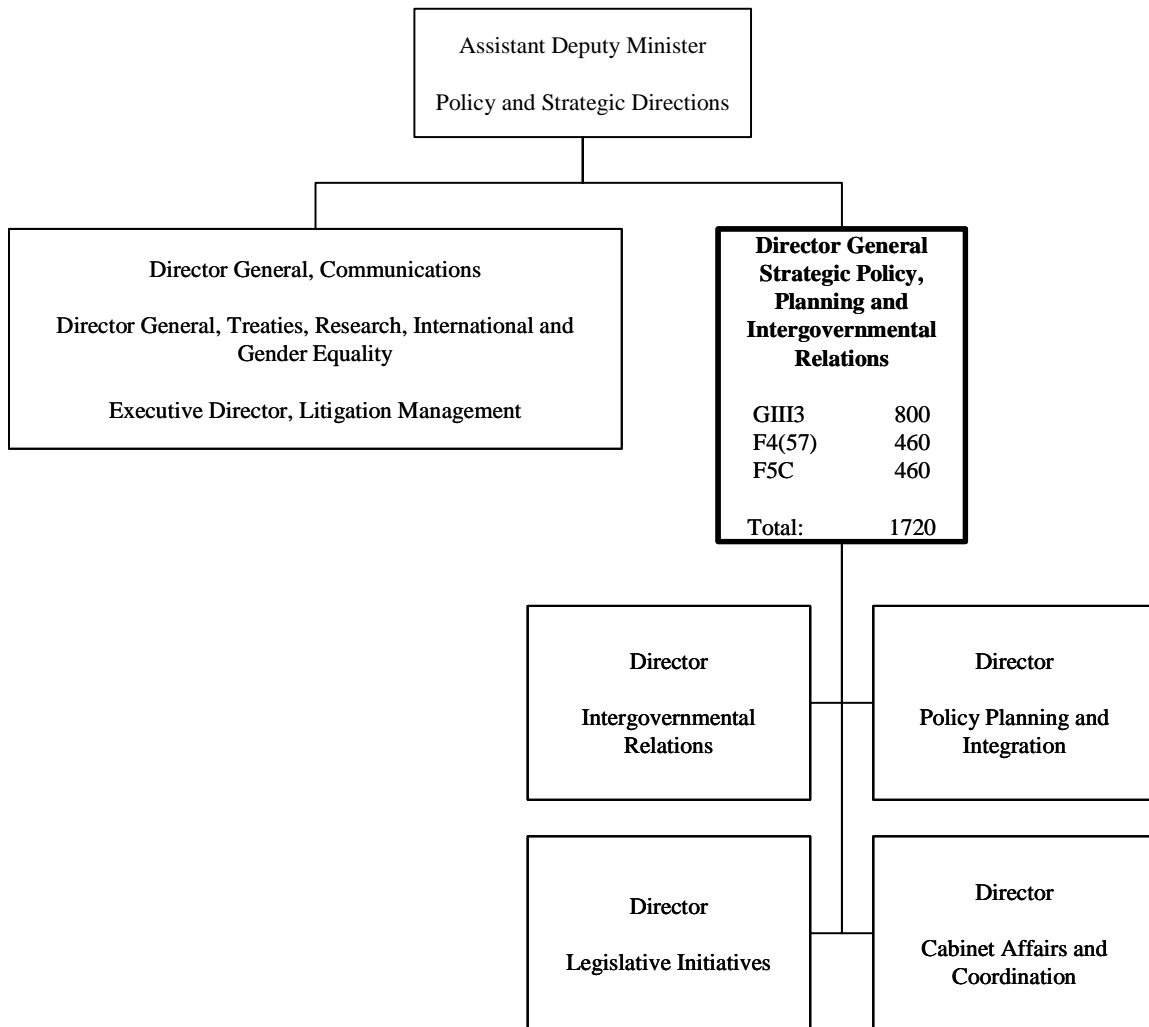 Assistant Deputy Minister
Policy and Strategic Directions
Director General, Communications
Director General, Treaties, Research, International and
Gender Equality
Executive Director, Litigation Management
Director General
Strategic Policy,
Planning and
Intergovernmental
Relations
GIII3 800
F4(57) 460
F5C 460
Total: 1720
Director
Intergovernmental
Relations
Director
Policy Planning and
Integration
Director
Legislative Initiatives
Director
Cabinet Affairs and
Coordination